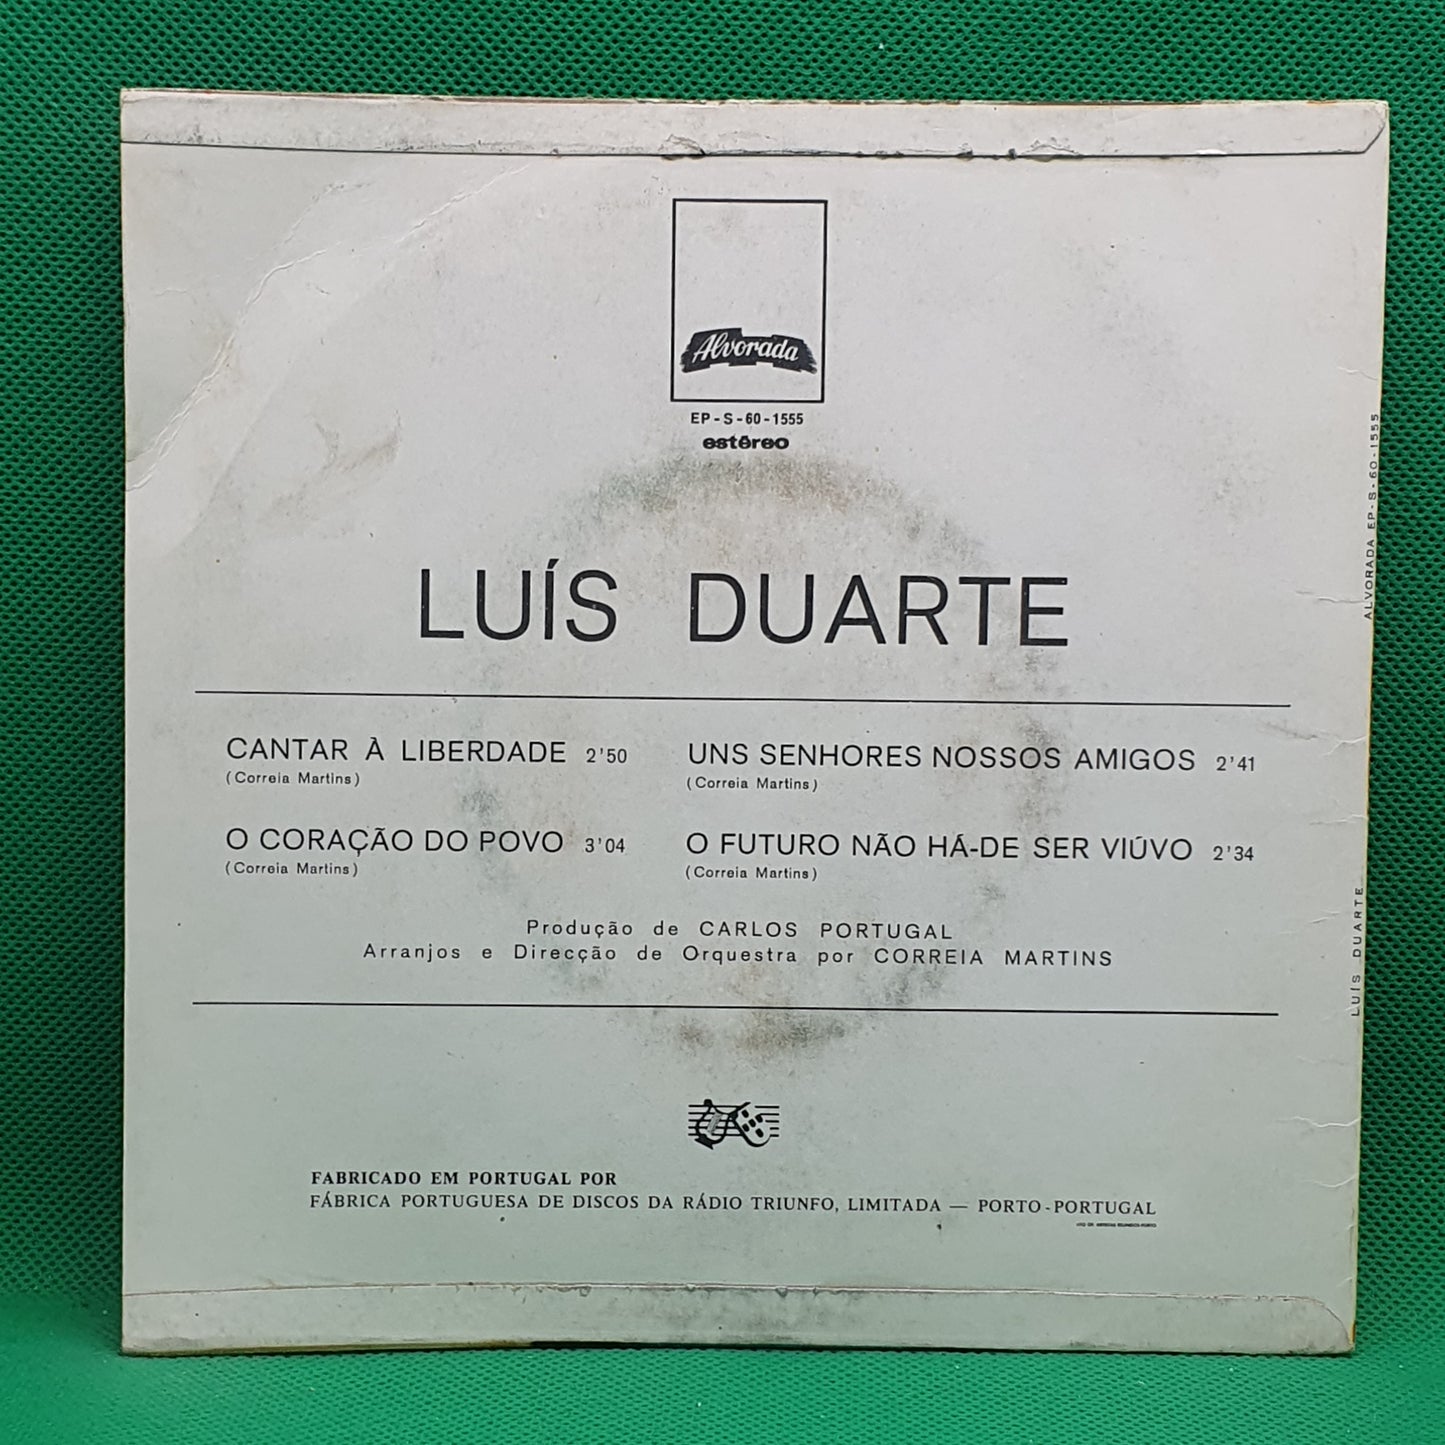 Alvorada
EP-S-60-1555
estéreo
LUÍS DUARTE
CANTAR À LIBERDADE 2'50
(Correia Martins)
O CORAÇÃO DO POVO 3'04
(Correia Martins)
UNS SENHORES NOSSOS AMIGOS 2'41
(Correia Martins)
O FUTURO NÃO HÁ-DE SER VIÚVO 2'34
(Correia Martins)
Produção de CARLOS PORTUGAL
Arranjos e Direcção de Orquestra por CORREIA MARTINS
FABRICADO EM PORTUGAL POR
FÁBRICA PORTUGUESA DE DISCOS DA RÁDIO TRIUNFO, LIMITADA — PORTO-PORTUGAL
ALVORADA EP-S-60-1555
LUÍS DUARTE